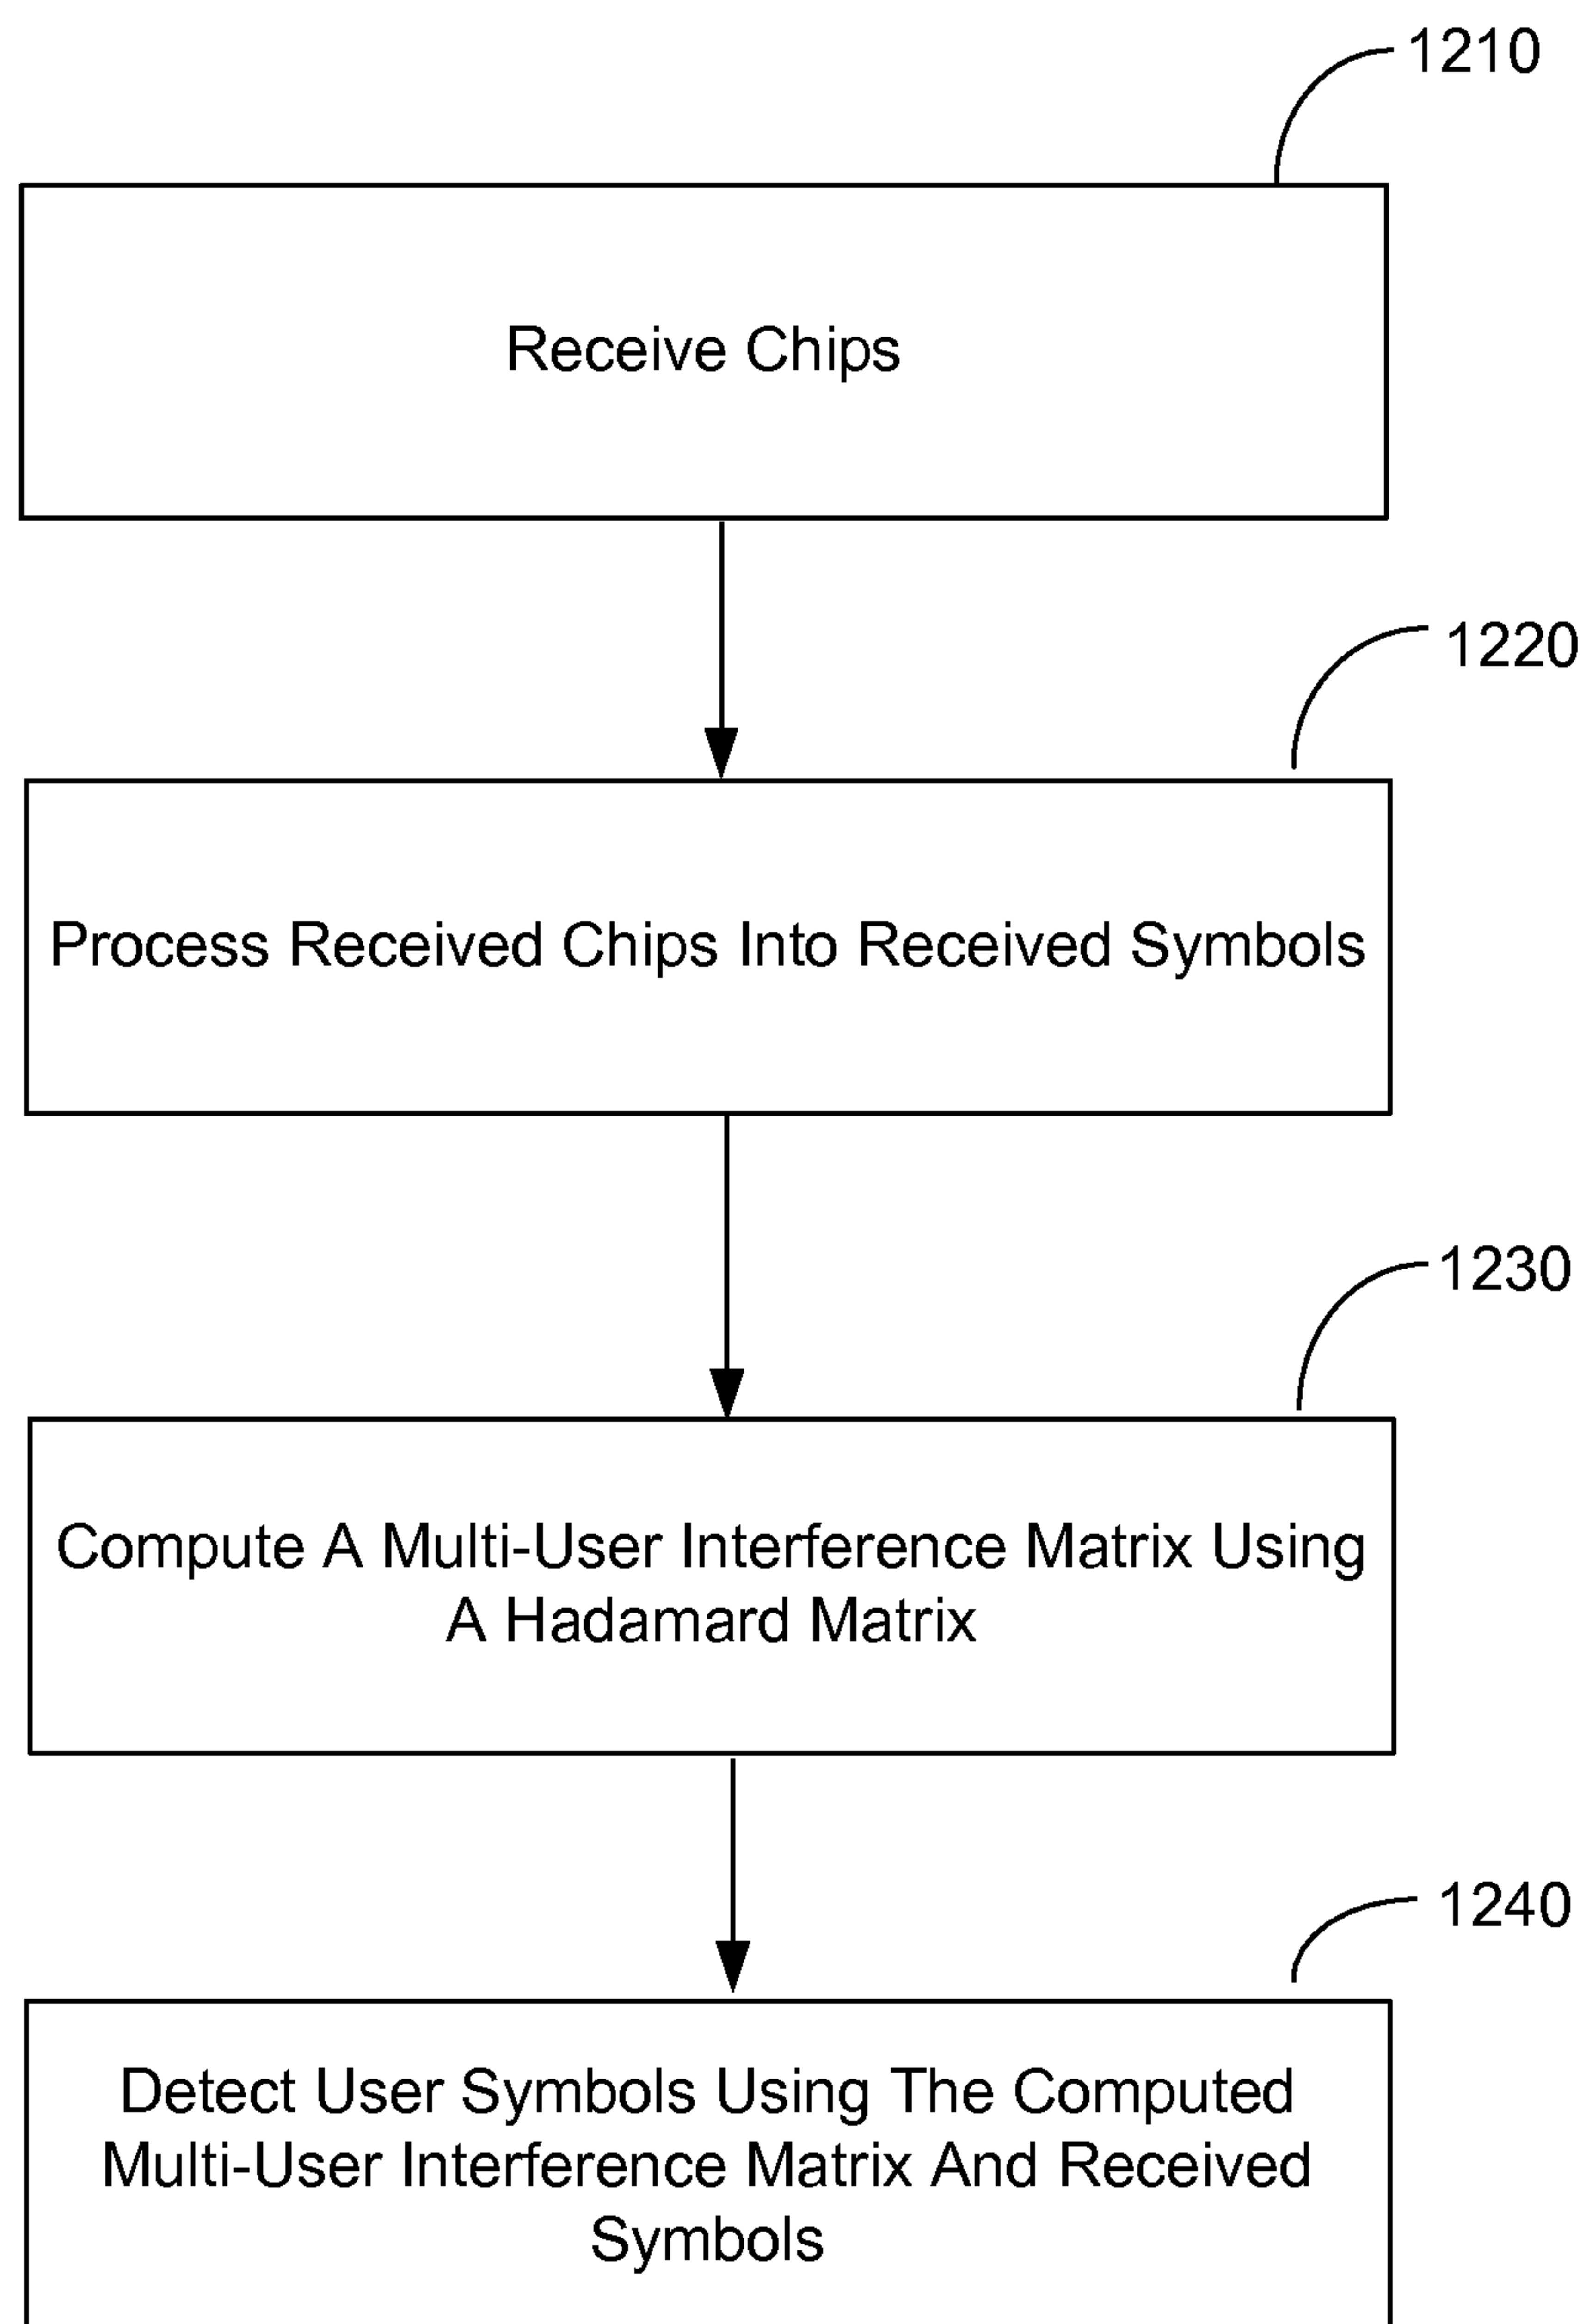 1210
Receive Chips
1220
Process Received Chips Into Received Symbols
1230
Compute A Multi-User Interference Matrix Using
A Hadamard Matrix
1240
Detect User Symbols Using The Computed
Multi-User Interference Matrix And Received
Symbols